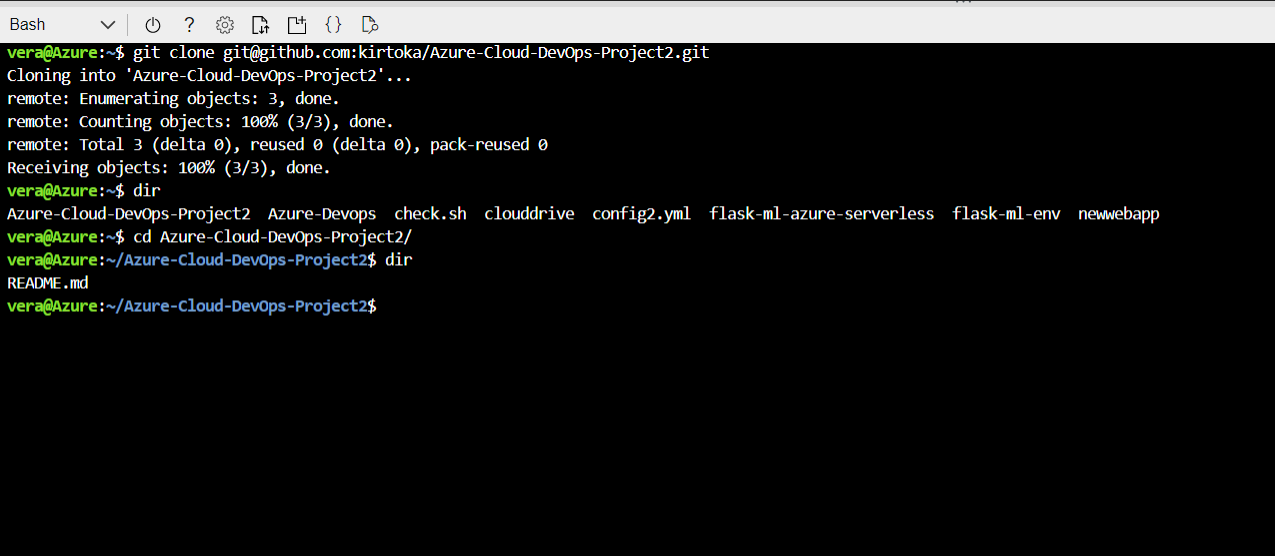 Bash
vera@Azure:~$ git clone git@github.com:kirtoka/Azure-Cloud-DevOps-Project2.git
Cloning into 'Azure-Cloud-DevOps-Project2'...
remote: Enumerating objects: 3, done.
remote: Counting objects: 100% (3/3), done.
remote: Total 3 (delta 0), reused 0 (delta 0), pack-reused 0
Receiving objects: 100% (3/3), done.
vera@Azure:~$ dir
Azure-Cloud-DevOps-Project2  Azure-Devops  check.sh  clouddrive  config2.yml  flask-ml-azure-serverless  flask-ml-env  newwebapp
vera@Azure:~$ cd Azure-Cloud-DevOps-Project2/
vera@Azure:~/Azure-Cloud-DevOps-Project2$ dir
README.md
vera@Azure:~/Azure-Cloud-DevOps-Project2$